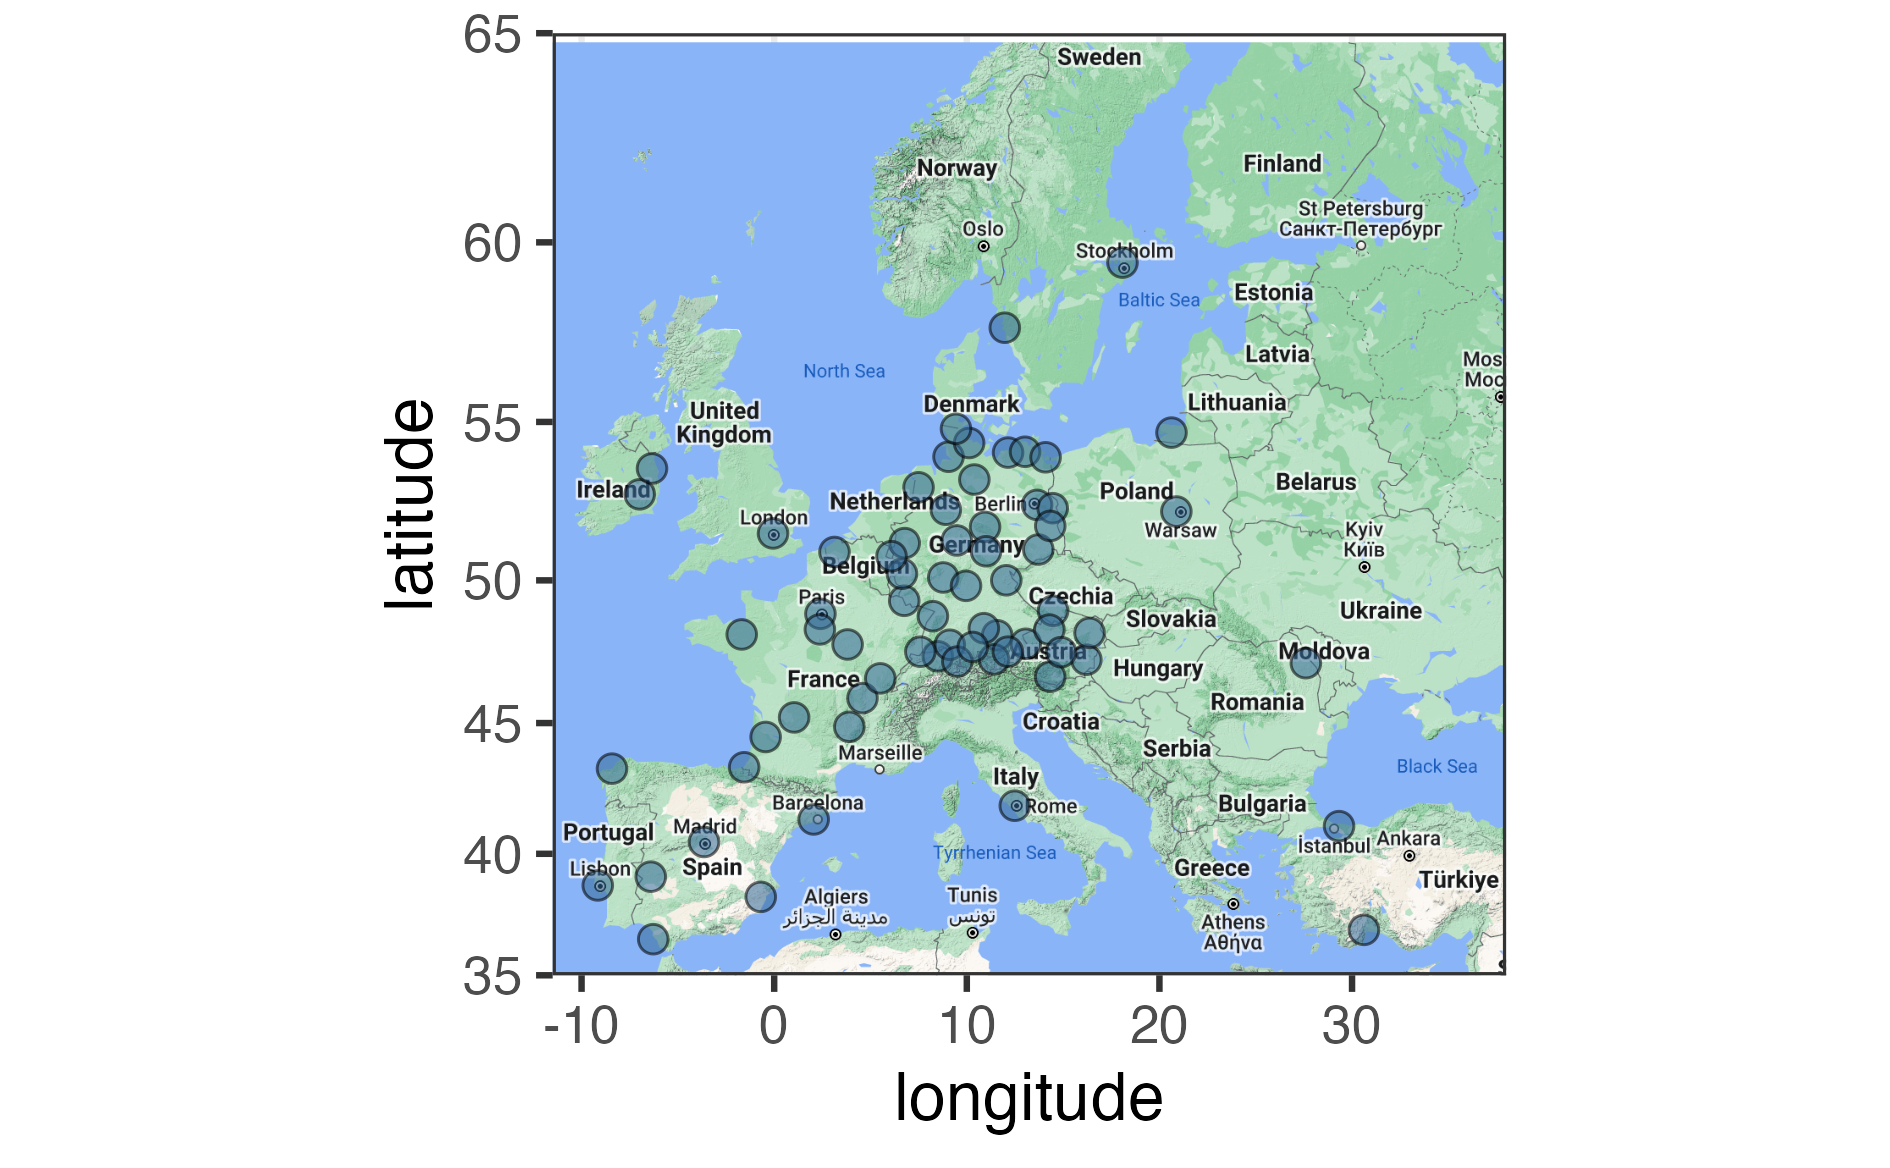 65
60
55
50
45
40
35
latitude
Sweden
Norway
Finland
St Petersburg
Санкт-Петербург
Oslo
Stockholm
Baltic Sea
Estonia
North Sea
Latvia
Mos
Мос
Denmark
Lithuania
United
Kingdom
Ireland
Netherlands
Berlin
Poland
Belarus
London
Warsaw
Kyiv
Київ
Germany
Belgium
Paris
Czechia
Slovakia
Ukraine
Austria
Moldova
Hungary
France
Romania
Croatia
Marseille
Serbia
Italy
Black Sea
Barcelona
Rome
Bulgaria
Portugal
Madrid
İstanbul
Ankara
Tyrrhenian Sea
Lisbon
Spain
Greece
Türkiye
Algiers
مدينة الجزائر
Tunis
تونس
Athens
Αθήνα
-10
0
10
20
30
longitude